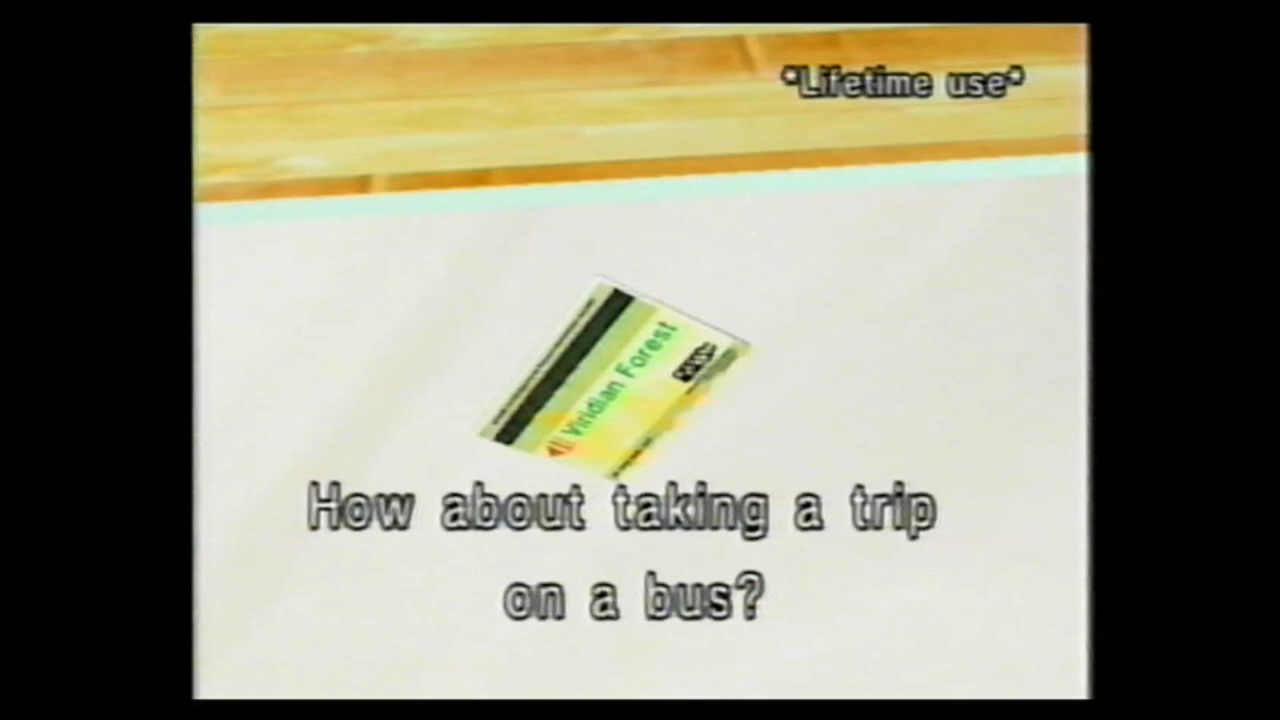 *Lifetime use*
Viridian Forest
How about taking a trip
on a bus?